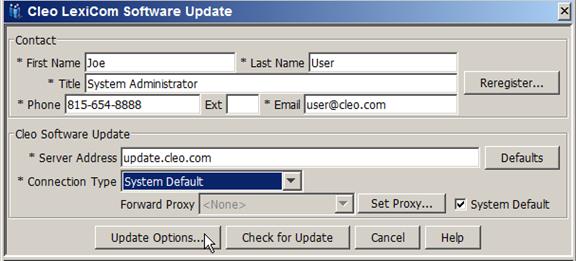 Cleo LexiCom Software Update
Contact
* First Name Joe * Last Name User
* Title System Administrator
Reregister...
* Phone 815-654-8888 Ext * Email user@cleo.com
Cleo Software Update
* Server Address update.cleo.com Defaults
* Connection Type System Default
Forward Proxy <None> Set Proxy... System Default
Update Options... Check for Update Cancel Help